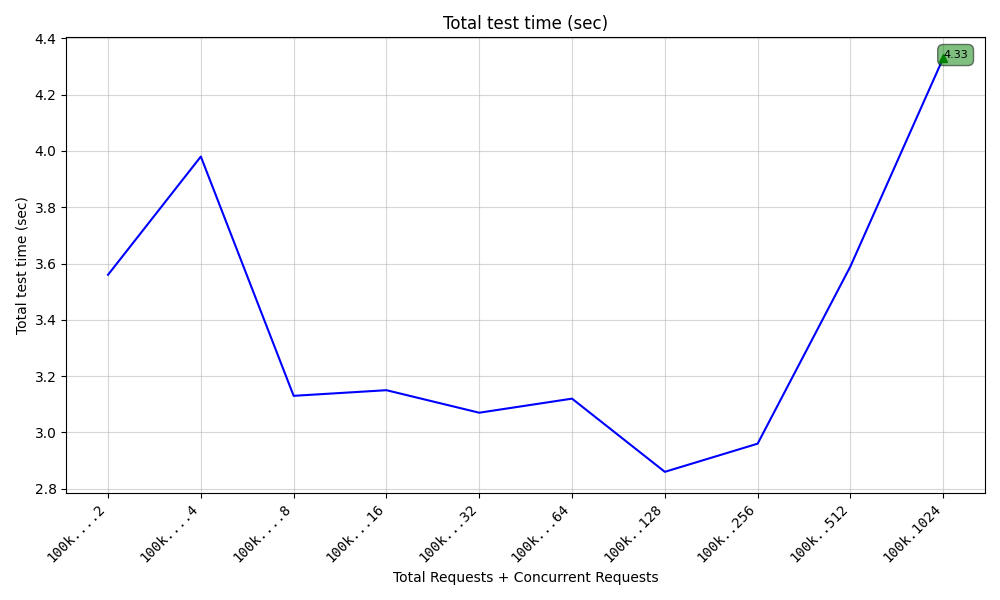 Total test time (sec)
4.4
4.33
4.2
4.0
3.8
3.6
3.4
3.2
3.0
2.8
Total test time (sec)
100k....2
100k....4
100k....8
100k...16
100k...32
100k...64
100k..128
100k..256
100k..512
100k.1024
Total Requests + Concurrent Requests